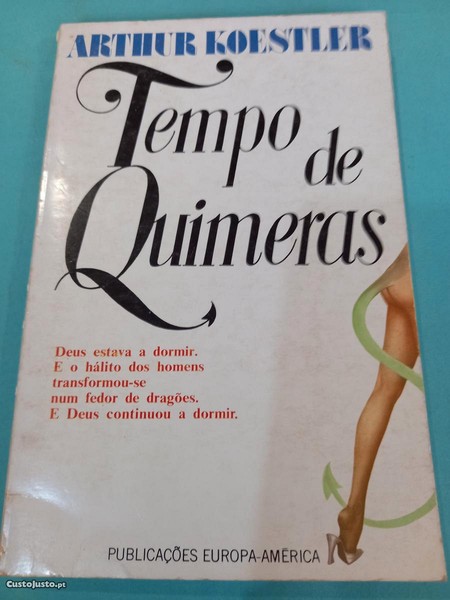 ARTHUR KOESTLER
Tempo
de
Quimeras
Deus estava a dormir.
E o hálito dos homens
transformou-se
num fedor de dragões.
E Deus continuou a dormir.
PUBLICAÇÕES EUROPA-AMÉRICA
CustoJusto.pt